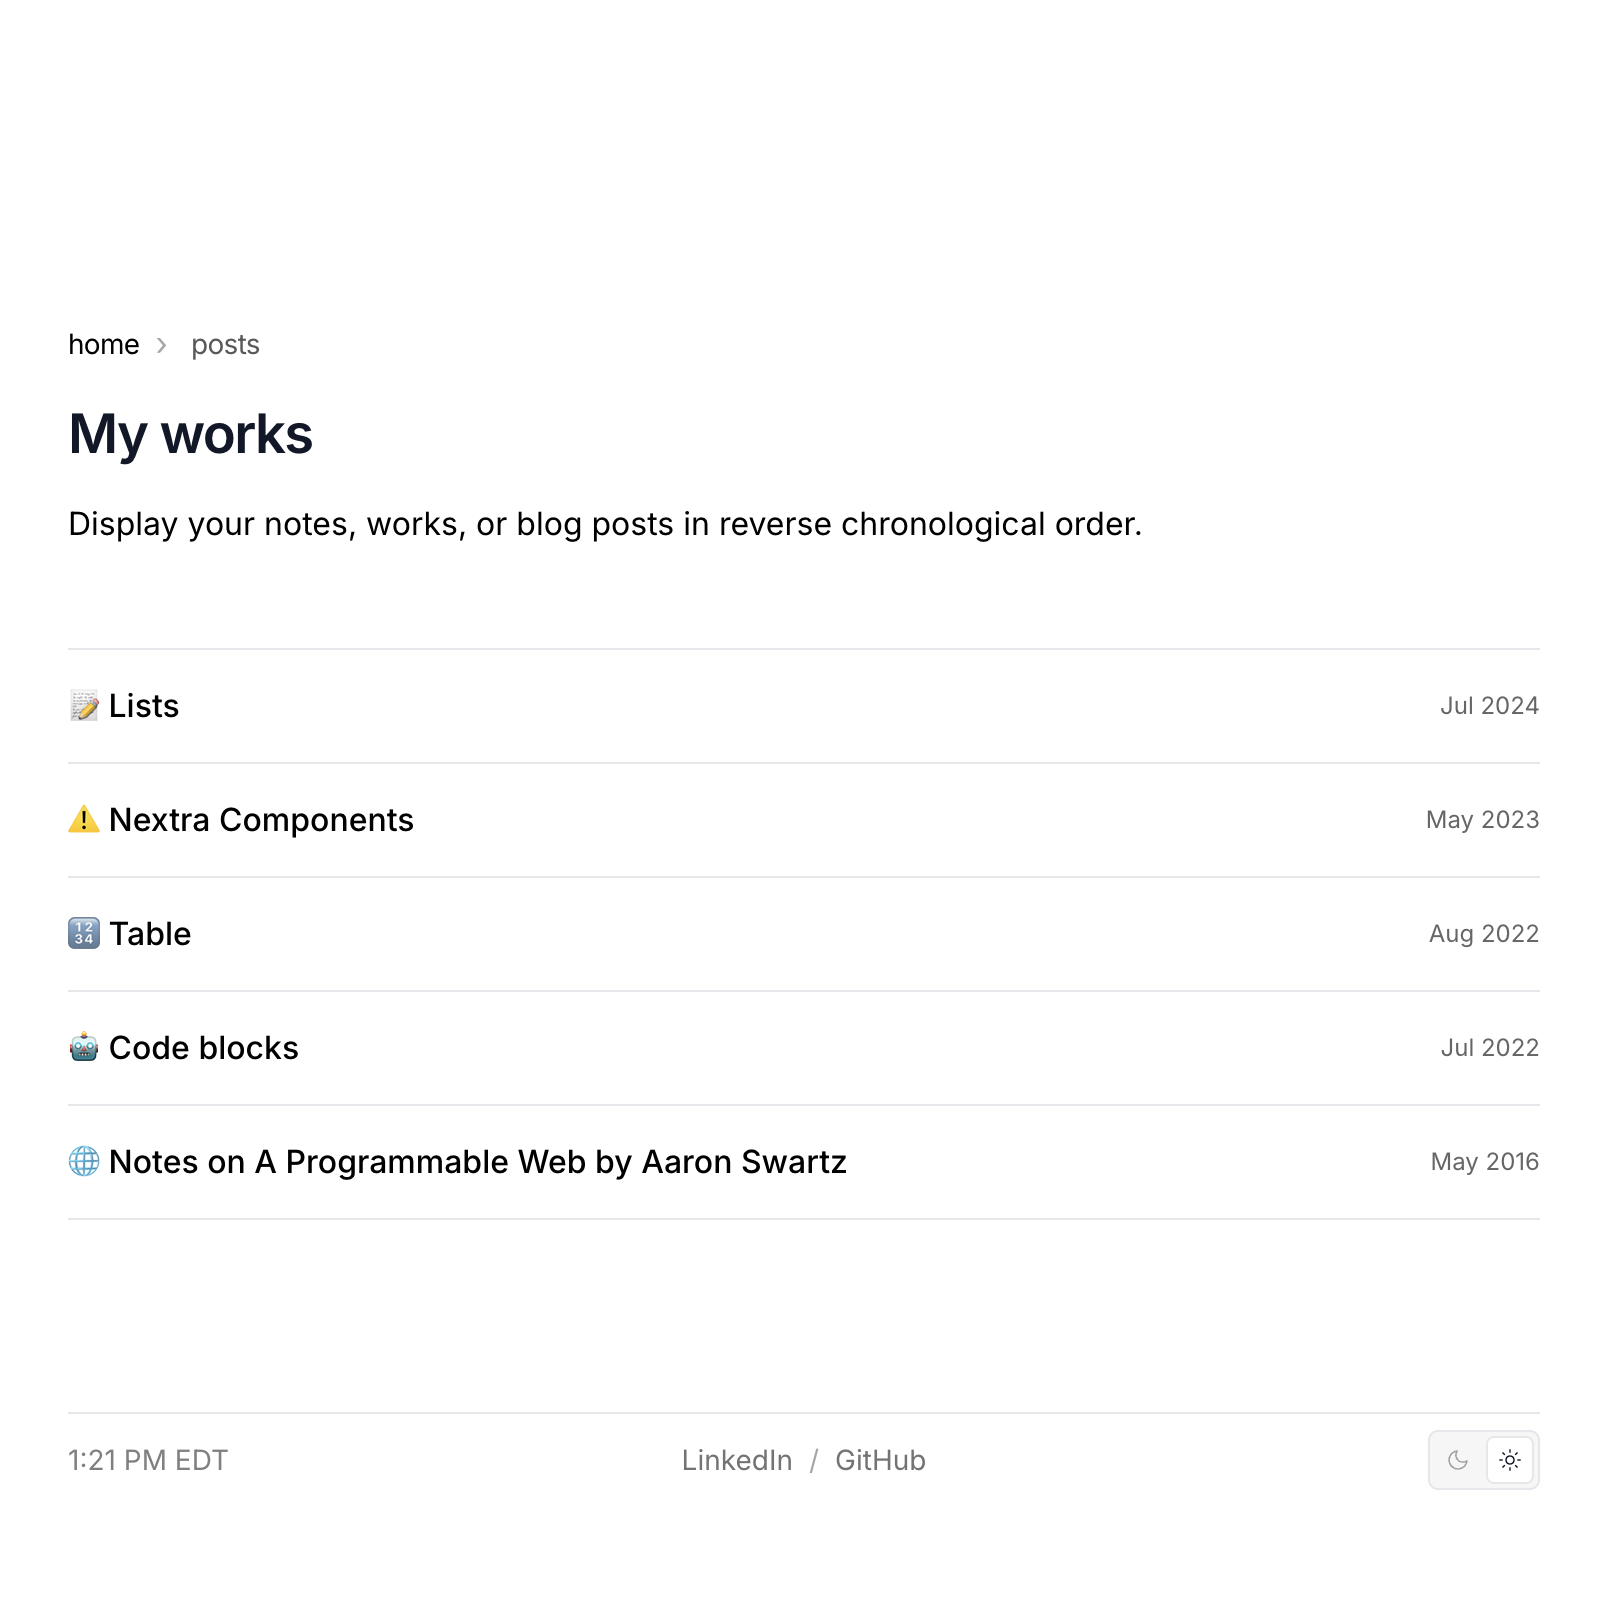 home › posts
My works
Display your notes, works, or blog posts in reverse chronological order.
📝 Lists Jul 2024
⚠️ Nextra Components May 2023
🔢 Table Aug 2022
🤖 Code blocks Jul 2022
🌐 Notes on A Programmable Web by Aaron Swartz May 2016
1:21 PM EDT LinkedIn / GitHub